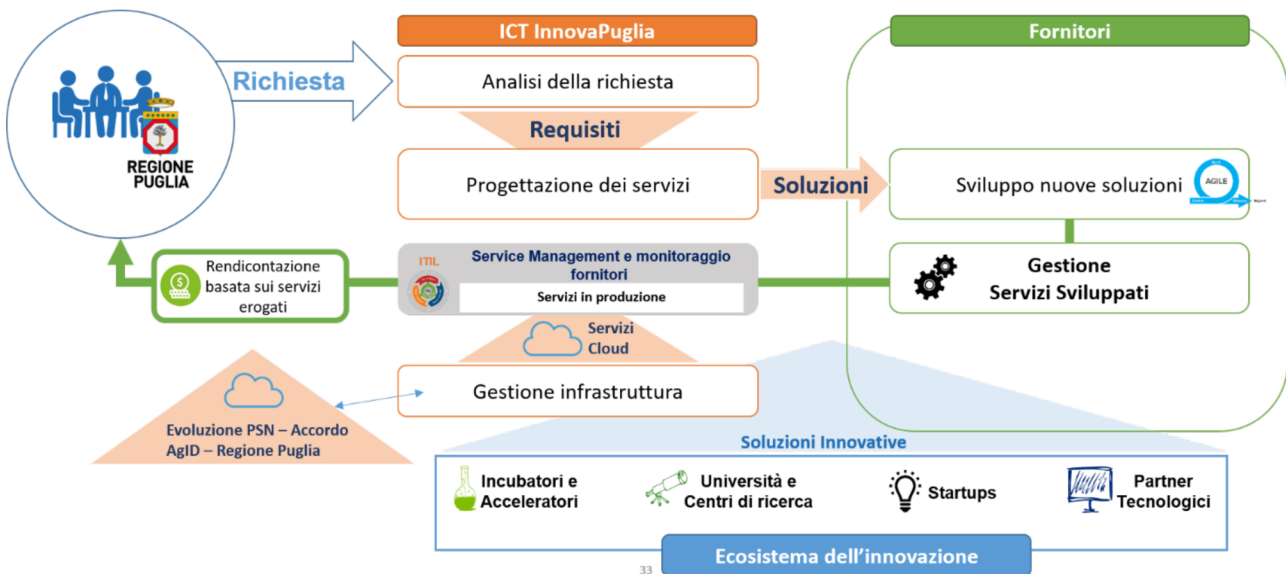 ICT InnovaPuglia
Fornitori
Richiesta
Analisi della richiesta
REGIONE
PUGLIA
Requisiti
Progettazione dei servizi
Soluzioni
Sviluppo nuove soluzioni
AGILE
Rendicontazione
basata sui servizi
erogati
ITIL
Service Management e monitoraggio
fornitori
Servizi in produzione
Gestione
Servizi Sviluppati
Servizi
Cloud
Gestione infrastruttura
Evoluzione PSN – Accordo
AgID – Regione Puglia
Soluzioni Innovative
Incubatori e
Acceleratori
Università e
Centri di ricerca
Startups
Partner
Tecnologici
Ecosistema dell’innovazione
33